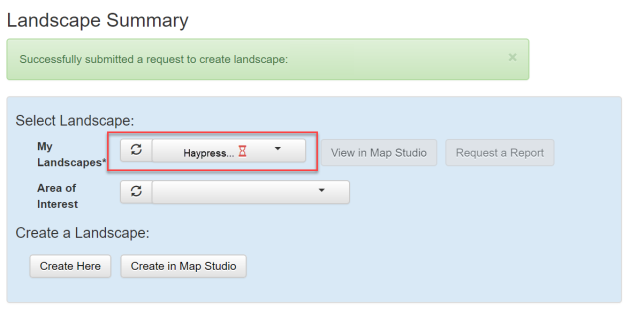 Landscape Summary
Successfully submitted a request to create landscape:
×
Select Landscape:
My
Landscapes*
Haypress...
View in Map Studio
Request a Report
Area of
Interest
Create a Landscape:
Create Here
Create in Map Studio